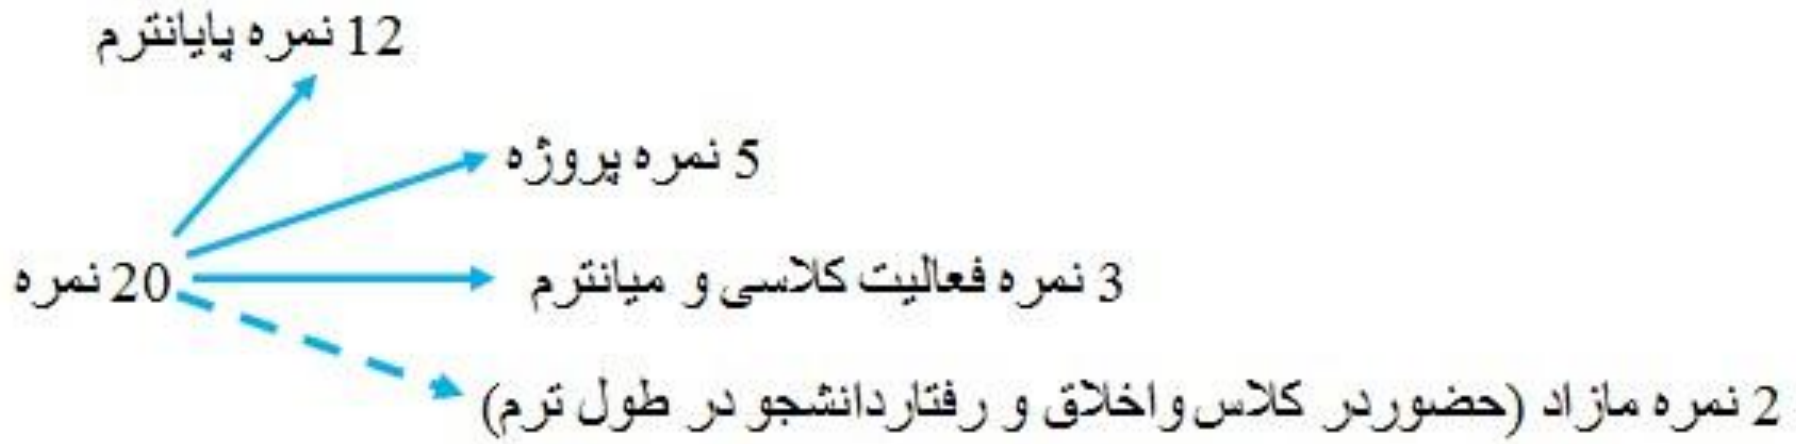 12 نمره پایانترم
5 نمره پروژه
3 نمره فعالیت کلاسی و میانترم
20 نمره
2 نمره مازاد (حضوردر کلاس واخلاق و رفتاردانشجو در طول ترم)